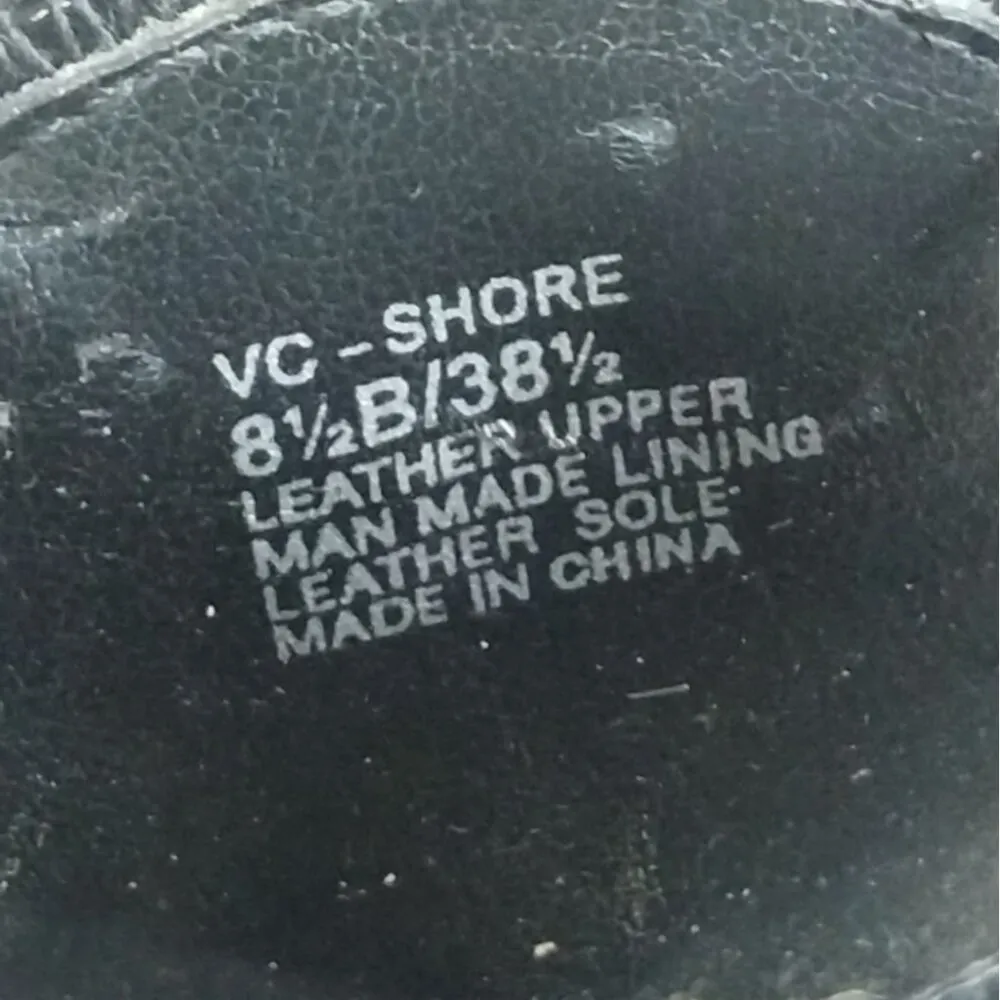 VC - SHORE
8½B/38½
LEATHER UPPER
MAN MADE LINING
LEATHER SOLE
MADE IN CHINA